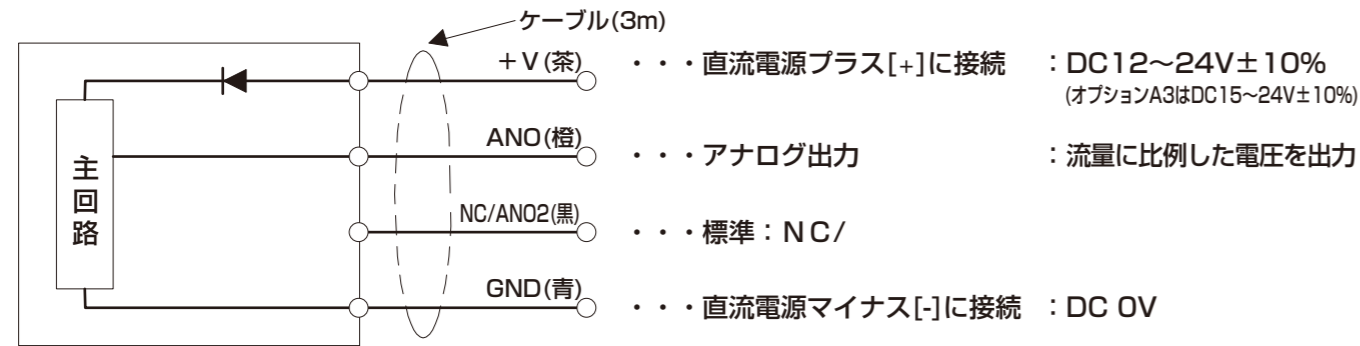 ケーブル(3m)
+V(茶) ・・・直流電源プラス[+]に接続 :DC12~24V±10%
(オプションA3はDC15~24V±10%)
ANO(橙) ・・・アナログ出力 :流量に比例した電圧を出力
主回路
NC/ANO2(黒) ・・・標準:NC/
GND(青) ・・・直流電源マイナス[-]に接続 :DC 0V